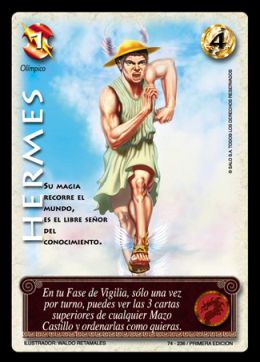 1
4
Olímpico
HERMES
© SALO S.A. TODOS LOS DERECHOS RESERVADOS
Su magia
recorre el
mundo,
es el libre señor
del
conocimiento.
En tu Fase de Vigilia, sólo una vez
por turno, puedes ver las 3 cartas
superiores de cualquier Mazo
Castillo y ordenarlas como quieras.
ILUSTRADOR: WALDO RETAMALES
74 - 236 / PRIMERA EDICION